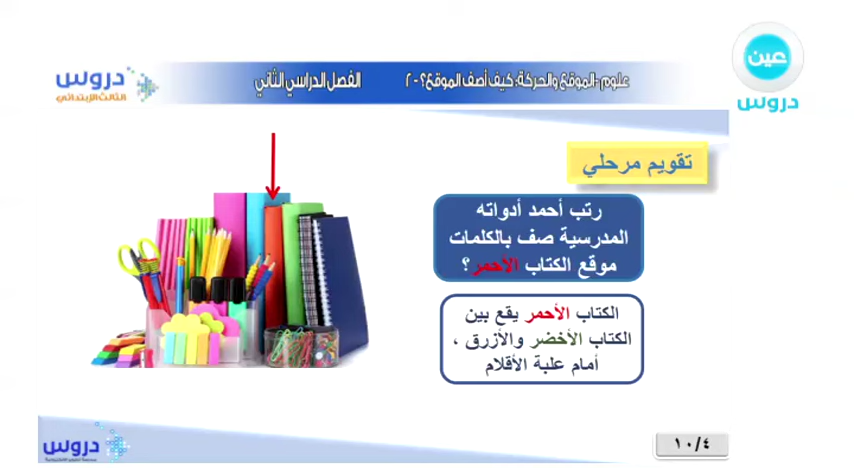 عين
دروس
علوم :الموقع والحركة: كيف أصف الموقع؟ - ٢
الفصل الدراسي الثاني
دروس
الثالث الإبتدائي
تقويم مرحلي
رتب أحمد أدواته
المدرسية صف بالكلمات
موقع الكتاب الأحمر ؟
الكتاب الأحمر يقع بين
الكتاب الأخضر والأزرق ،
أمام علبة الأقلام
دروس
١٠/٤